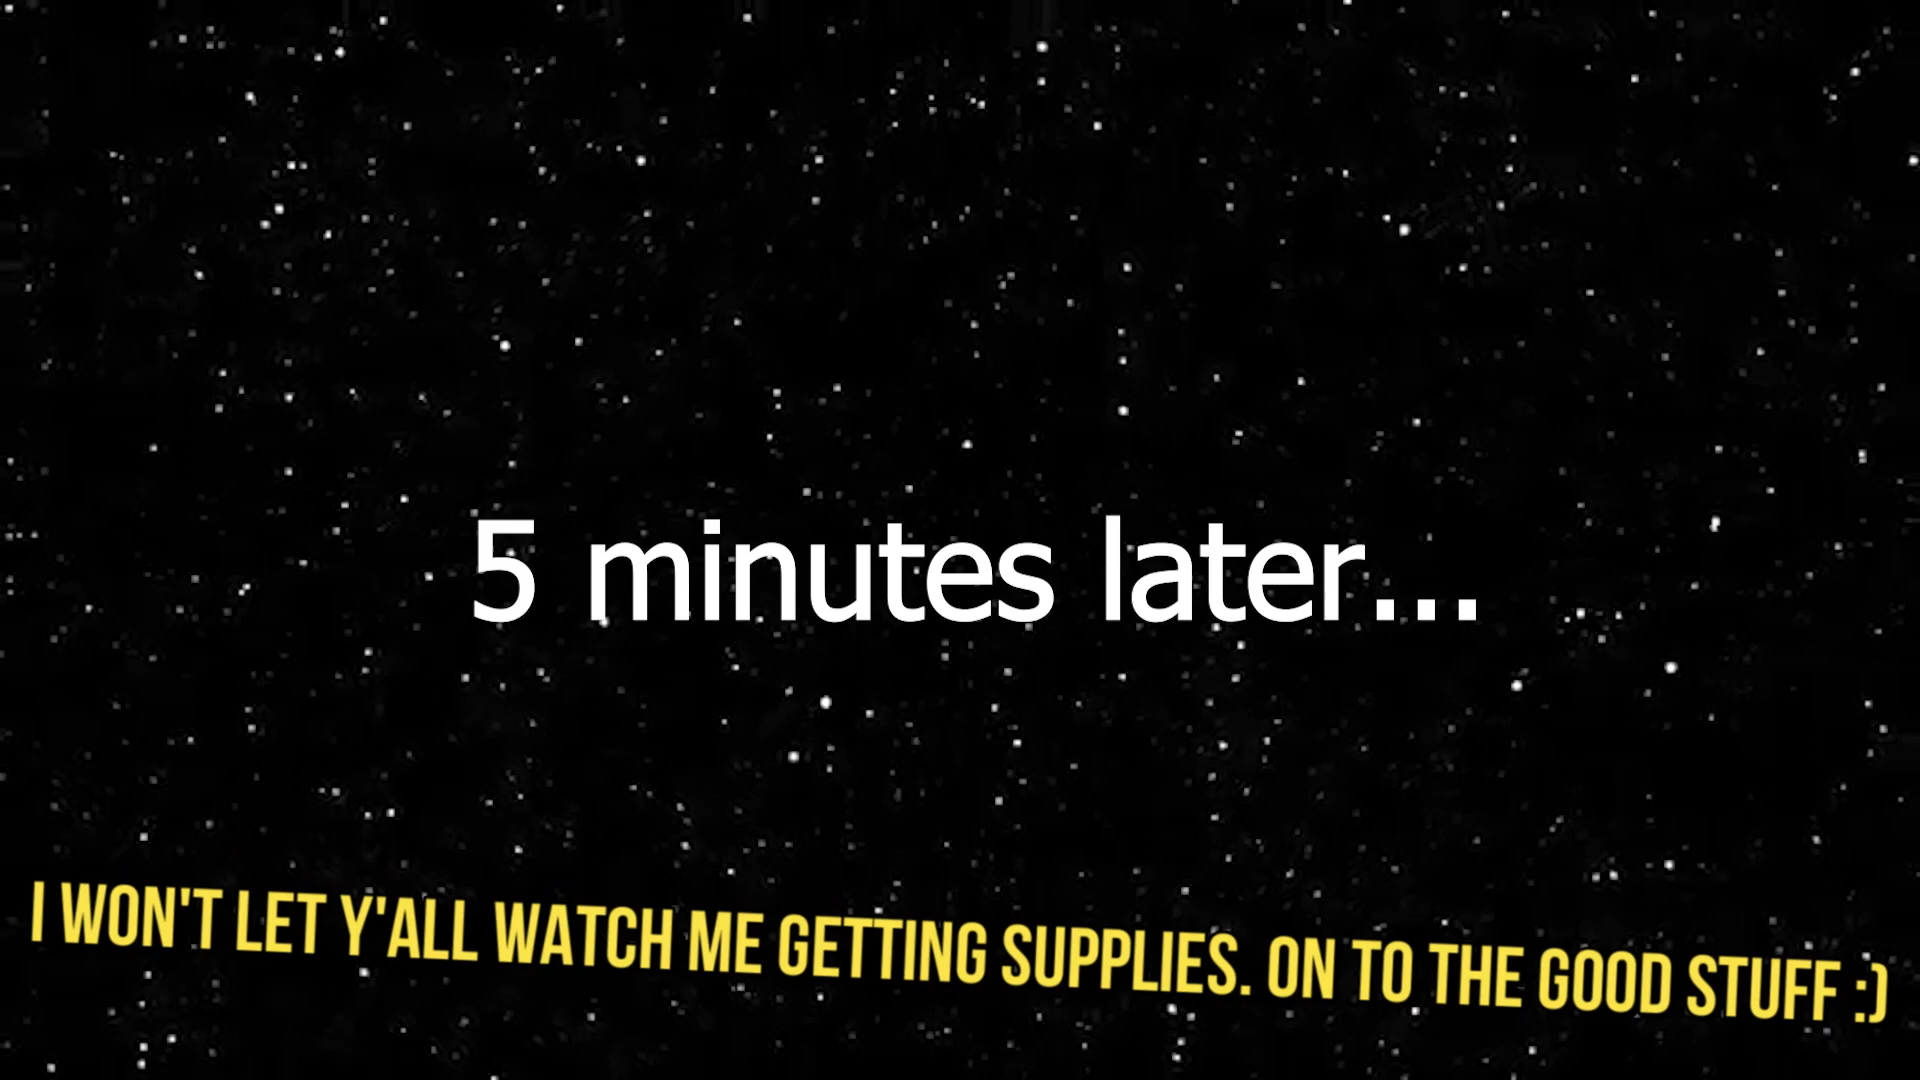 5 minutes later...
I WON'T LET Y'ALL WATCH ME GETTING SUPPLIES. ON TO THE GOOD STUFF :)